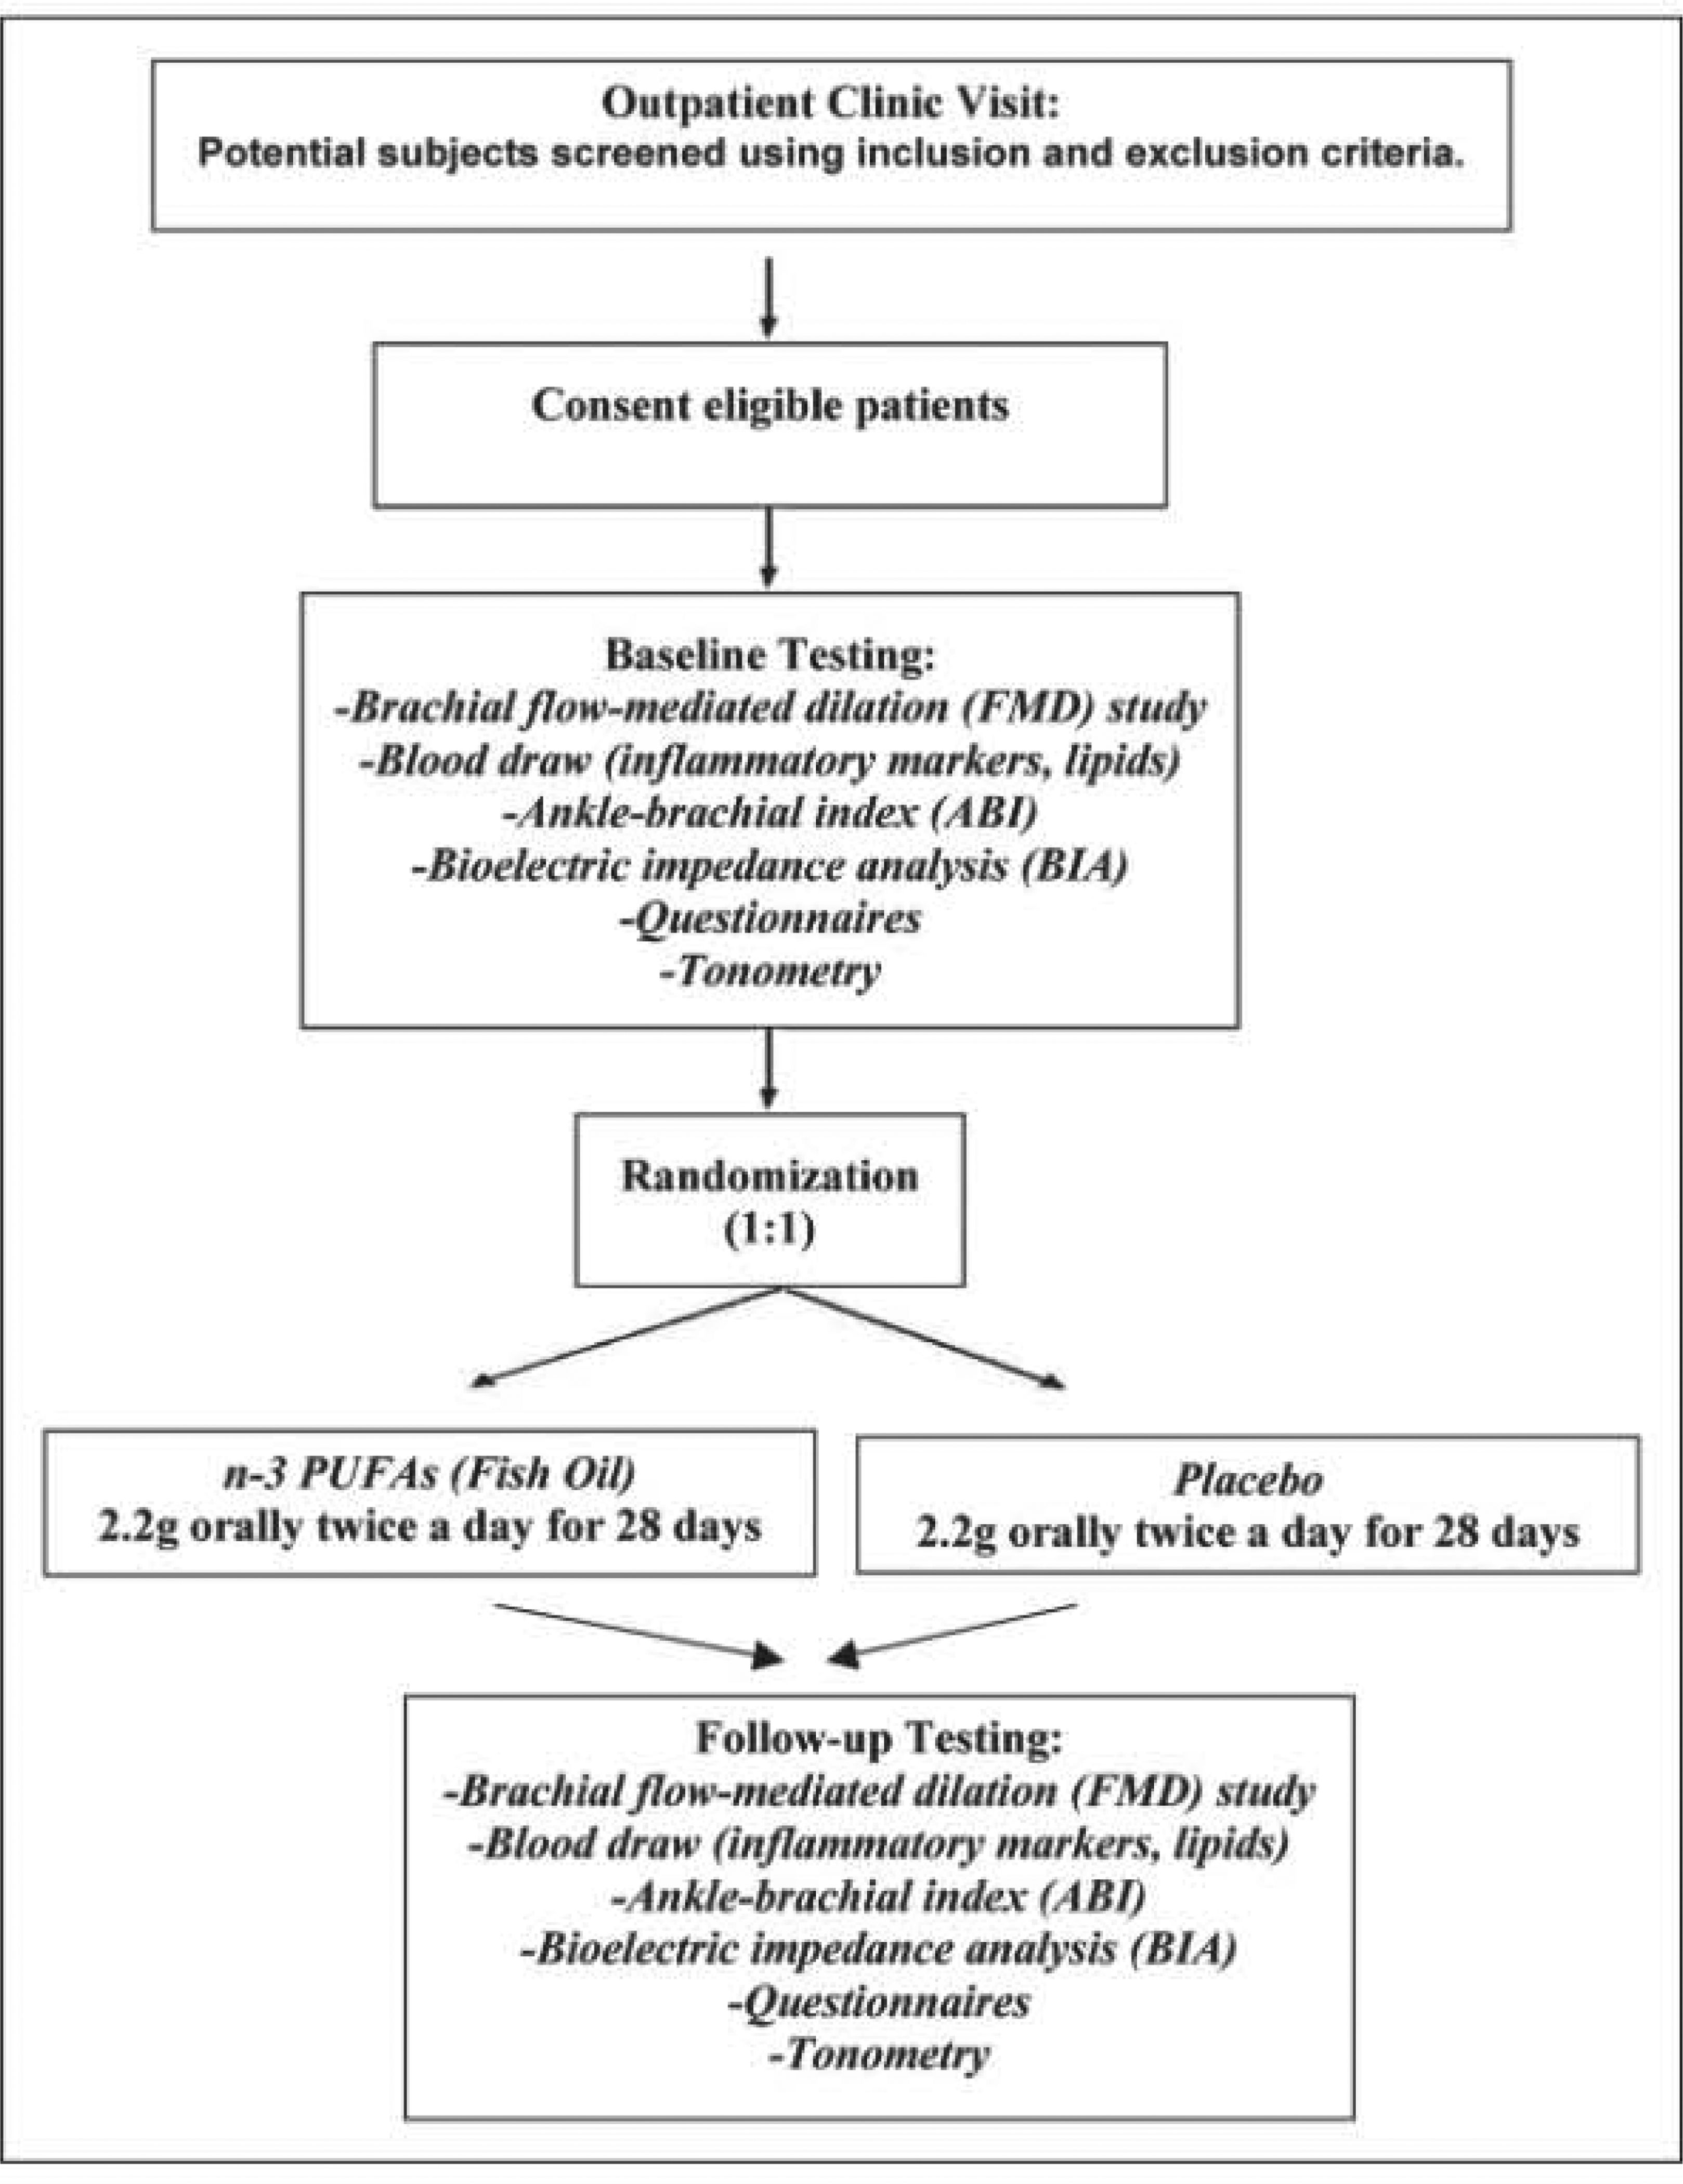 Outpatient Clinic Visit:
Potential subjects screened using inclusion and exclusion criteria.
Consent eligible patients
Baseline Testing:
-Brachial flow-mediated dilation (FMD) study
-Blood draw (inflammatory markers, lipids)
-Ankle-brachial index (ABI)
-Bioelectric impedance analysis (BIA)
-Questionnaires
-Tonometry
Randomization
(1:1)
n-3 PUFAs (Fish Oil)
2.2g orally twice a day for 28 days
Placebo
2.2g orally twice a day for 28 days
Follow-up Testing:
-Brachial flow-mediated dilation (FMD) study
-Blood draw (inflammatory markers, lipids)
-Ankle-brachial index (ABI)
-Bioelectric impedance analysis (BIA)
-Questionnaires
-Tonometry